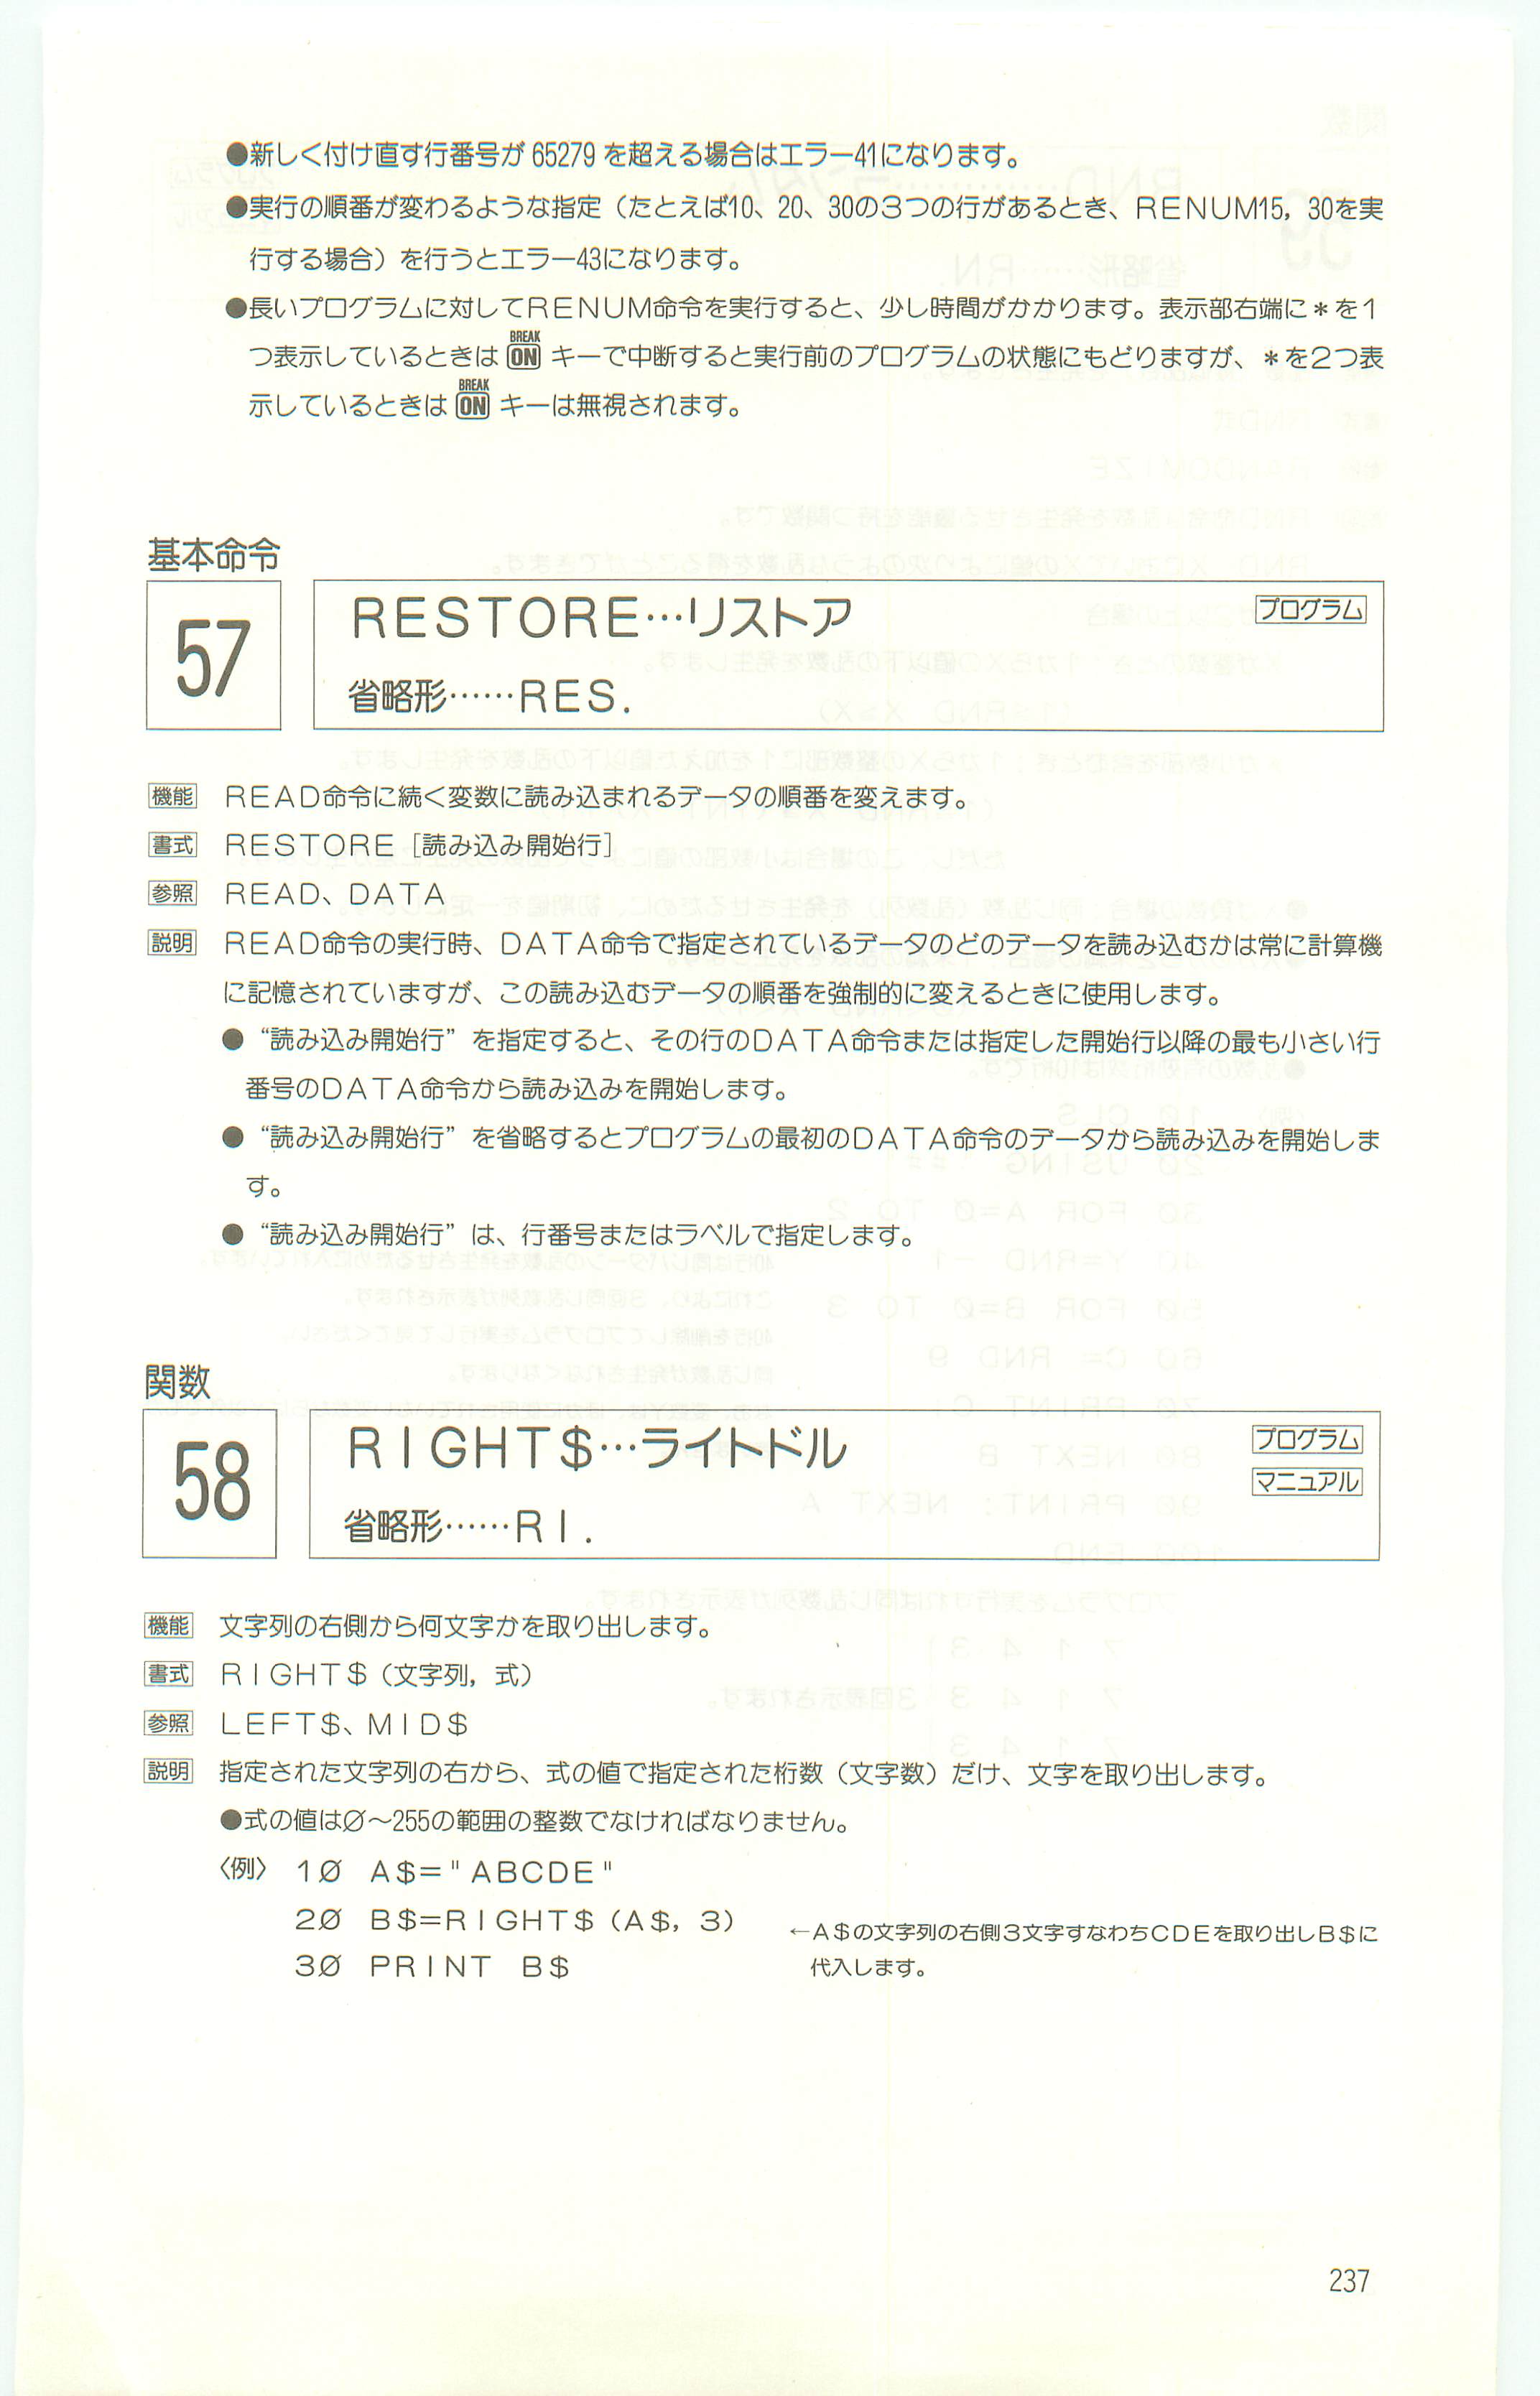 ●新しく付け直す行番号が65279を超える場合はエラー41になります。
●実行の順番が変わるような指定（たとえば10、20、30の3つの行があるとき、RENUM15，30を実
行する場合）を行うとエラー43になります。
●長いプログラムに対してRENUM命令を実行すると、少し時間がかかります。表示部右端に＊を1
BREAK
つ表示しているときは ON キーで中断すると実行前のプログラムの状態にもどりますが、＊を2つ表
BREAK
示しているときは ON キーは無視されます。
基本命令
57
RESTORE…リストア
プログラム
省略形……RES.
機能 READ命令に続く変数に読み込まれるデータの順番を変えます。
書式 RESTORE［読み込み開始行］
参照 READ、DATA
説明 READ命令の実行時、DATA命令で指定されているデータのどのデータを読み込むかは常に計算機
に記憶されていますが、この読み込むデータの順番を強制的に変えるときに使用します。
●“読み込み開始行”を指定すると、その行のDATA命令または指定した開始行以降の最も小さい行
番号のDATA命令から読み込みを開始します。
●“読み込み開始行”を省略するとプログラムの最初のDATA命令のデータから読み込みを開始しま
す。
●“読み込み開始行”は、行番号またはラベルで指定します。
関数
58
RIGHT$…ライトドル
プログラム
マニュアル
省略形……RI.
機能 文字列の右側から何文字かを取り出します。
書式 RIGHT$（文字列，式）
参照 LEFT$、MID$
説明 指定された文字列の右から、式の値で指定された桁数（文字数）だけ、文字を取り出します。
●式の値は∅～255の範囲の整数でなければなりません。
〈例〉 1∅ A$="ABCDE"
2∅ B$=RIGHT$（A$，3）
←A$の文字列の右側3文字すなわちCDEを取り出しB$に
3∅ PRINT B$
代入します。
237